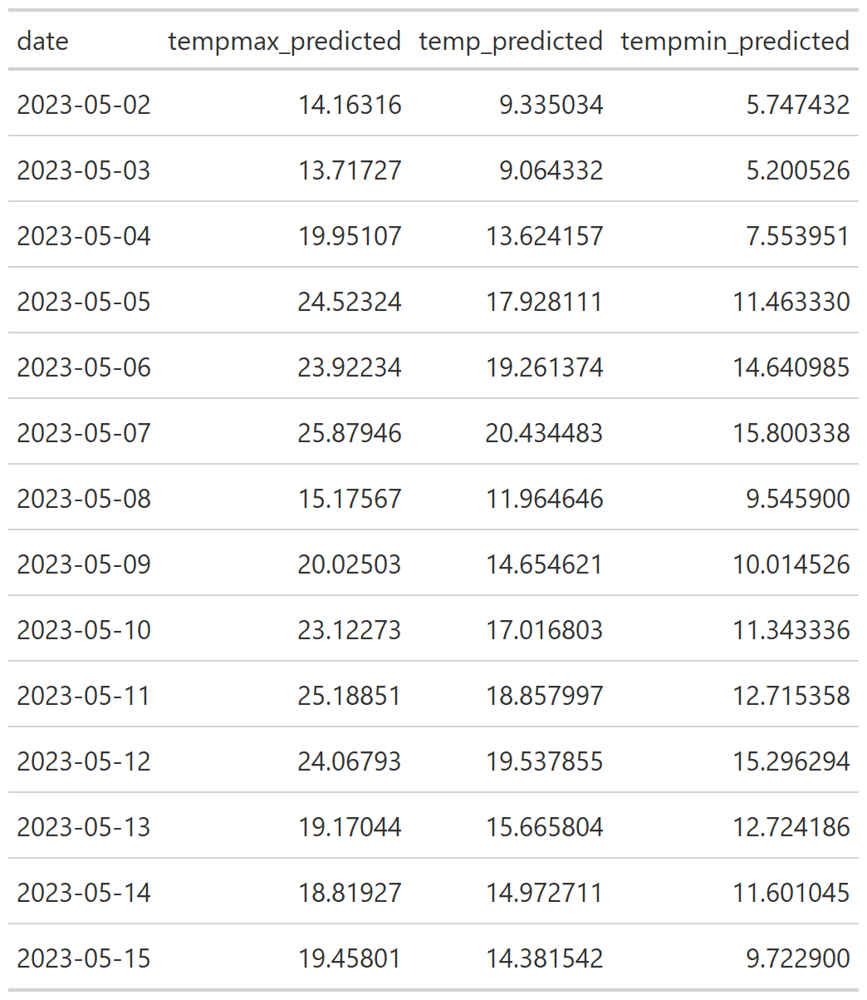 date tempmax_predicted temp_predicted tempmin_predicted
2023-05-02 14.16316 9.335034 5.747432
2023-05-03 13.71727 9.064332 5.200526
2023-05-04 19.95107 13.624157 7.553951
2023-05-05 24.52324 17.928111 11.463330
2023-05-06 23.92234 19.261374 14.640985
2023-05-07 25.87946 20.434483 15.800338
2023-05-08 15.17567 11.964646 9.545900
2023-05-09 20.02503 14.654621 10.014526
2023-05-10 23.12273 17.016803 11.343336
2023-05-11 25.18851 18.857997 12.715358
2023-05-12 24.06793 19.537855 15.296294
2023-05-13 19.17044 15.665804 12.724186
2023-05-14 18.81927 14.972711 11.601045
2023-05-15 19.45801 14.381542 9.722900